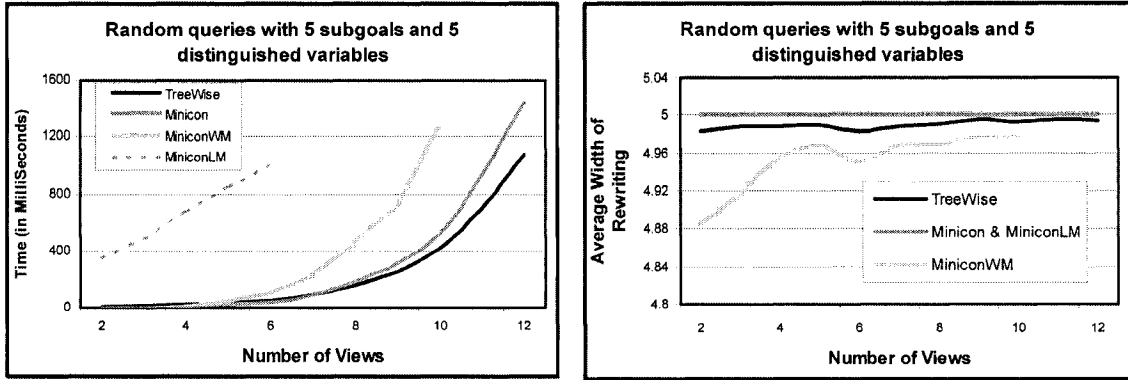 Random queries with 5 subgoals and 5
distinguished variables
1600
1200
800
400
0
Time (in MilliSeconds)
TreeWise
Minicon
MiniconWM
MiniconLM
2 4 6 8 10 12
Number of Views
Random queries with 5 subgoals and 5
distinguished variables
5.04
5
4.96
4.92
4.88
4.84
4.8
Average Width of
Rewriting
TreeWise
Minicon & MiniconLM
MiniconWM
2 4 6 8 10 12
Number of Views